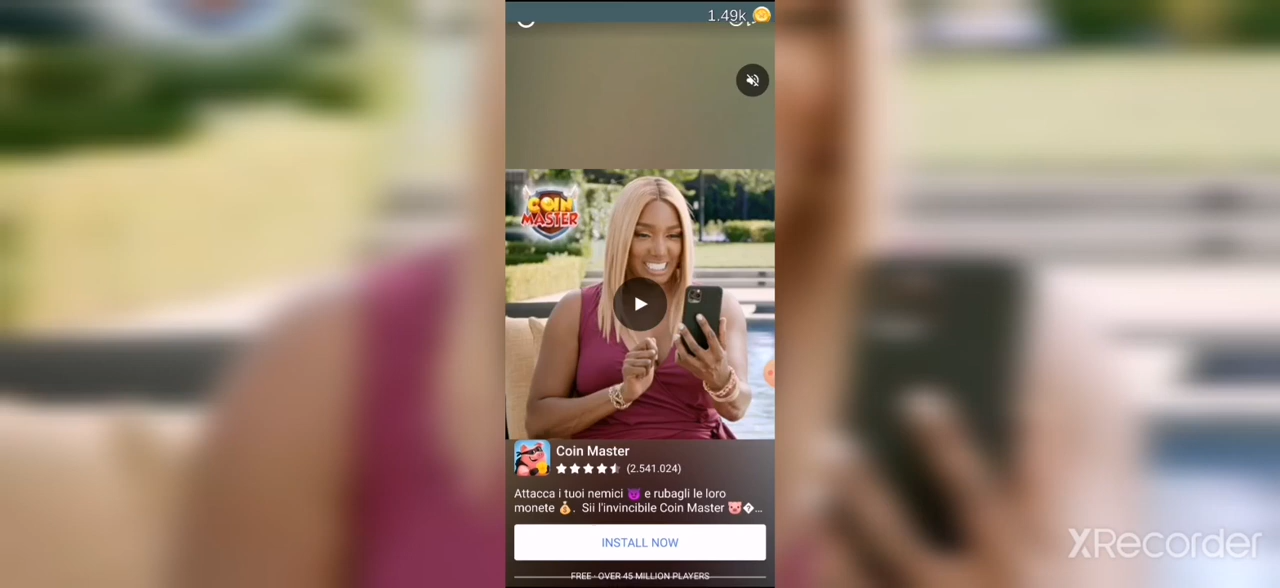 1.49k
COIN
MASTER
Coin Master
(2.541.024)
Attacca i tuoi nemici 😈 e rubagli le loro
monete 💰. Sii l'invincibile Coin Master 🐷�...
INSTALL NOW
FREE · OVER 45 MILLION PLAYERS
XRecorder